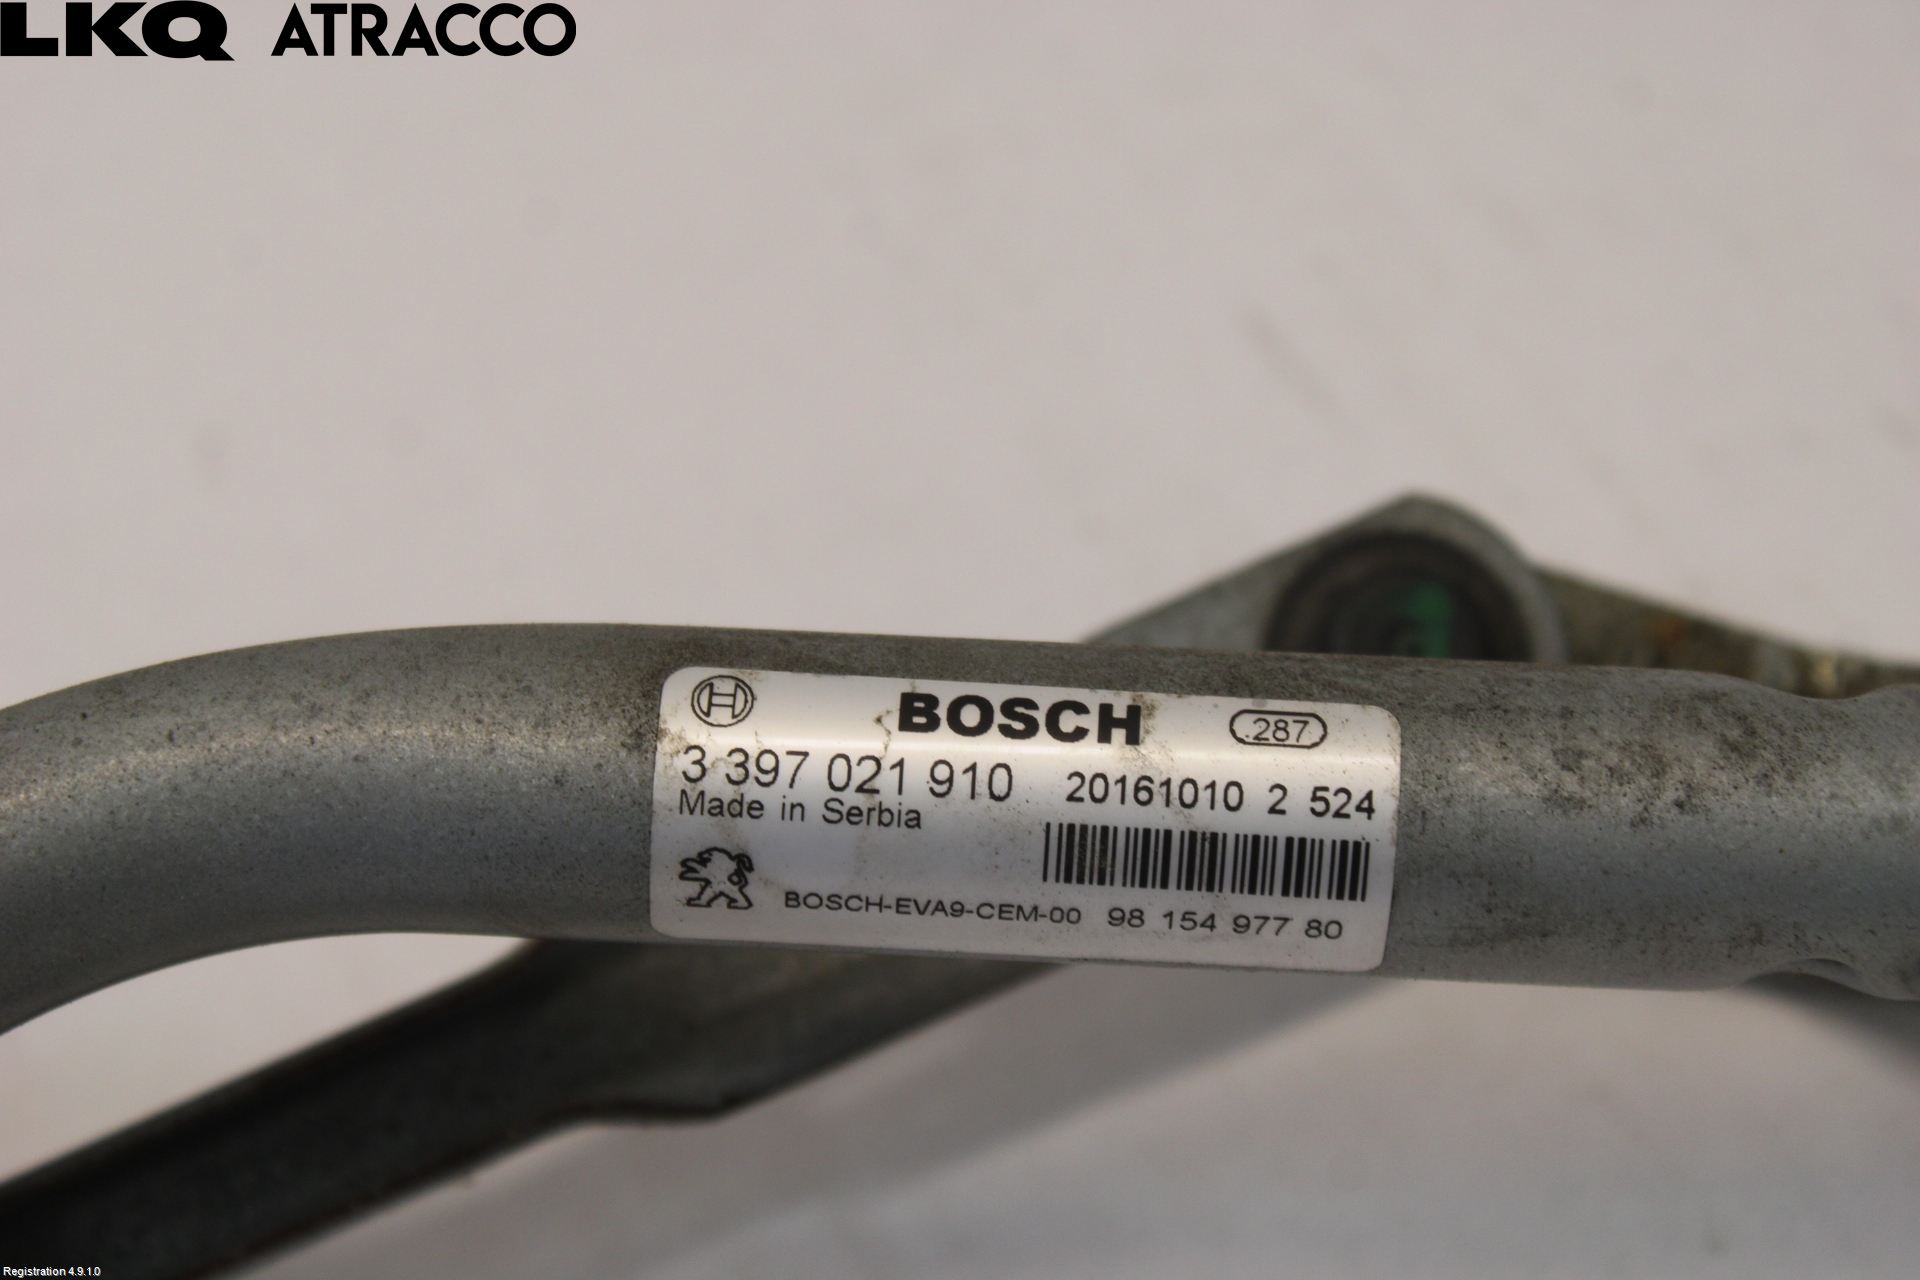 LKQ ATRACCO
BOSCH .287
3 397 021 910 20161010 2 524
Made in Serbia
BOSCH-EVA9-CEM-00 98 154 977 80
Registration 4.9.1.0